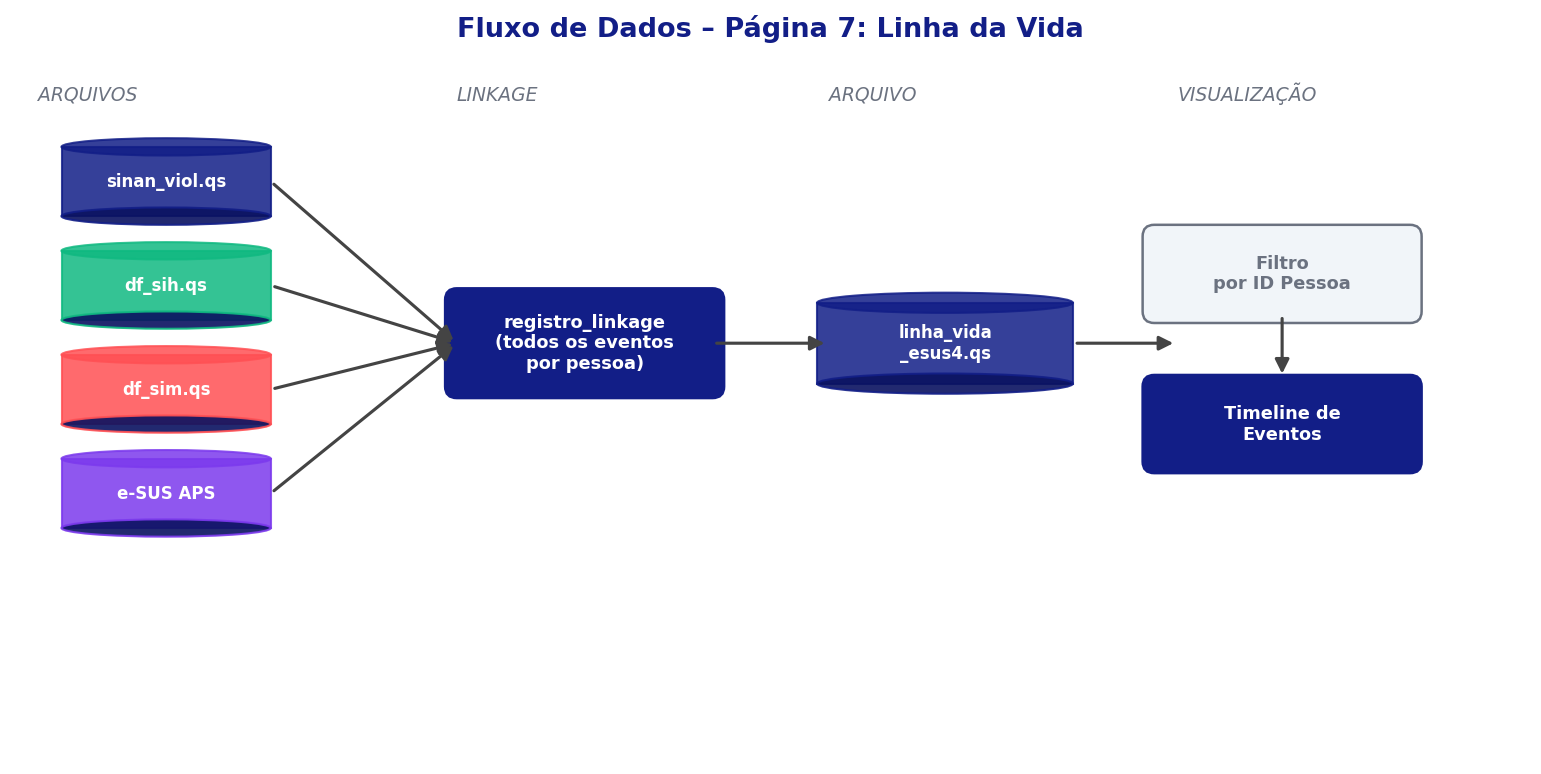 Fluxo de Dados – Página 7: Linha da Vida
ARQUIVOS
LINKAGE
ARQUIVO
VISUALIZAÇÃO
sinan_viol.qs
df_sih.qs
df_sim.qs
e-SUS APS
registro_linkage
(todos os eventos
por pessoa)
linha_vida
_esus4.qs
Filtro
por ID Pessoa
Timeline de
Eventos